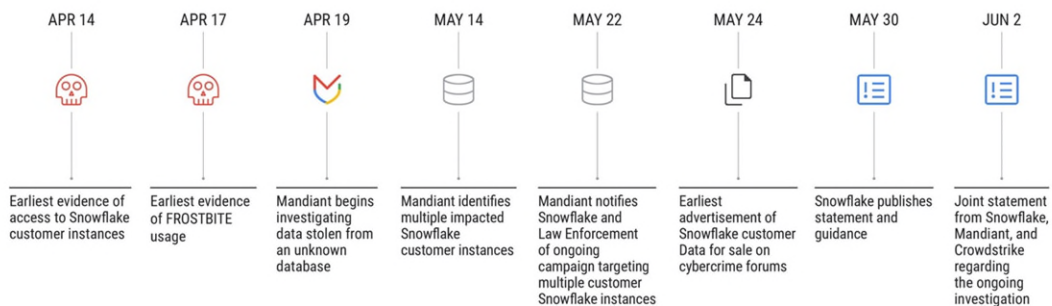 APR 14
APR 17
APR 19
MAY 14
MAY 22
MAY 24
MAY 30
JUN 2
Earliest evidence of
access to Snowflake
customer instances
Earliest evidence
of FROSTBITE
usage
Mandiant begins
investigating
data stolen from
an unknown
database
Mandiant identifies
multiple impacted
Snowflake
customer instances
Mandiant notifies
Snowflake and
Law Enforcement
of ongoing
campaign targeting
multiple customer
Snowflake instances
Earliest
advertisement of
Snowflake customer
Data for sale on
cybercrime forums
Snowflake publishes
statement and
guidance
Joint statement
from Snowflake,
Mandiant, and
Crowdstrike
regarding
the ongoing
investigation